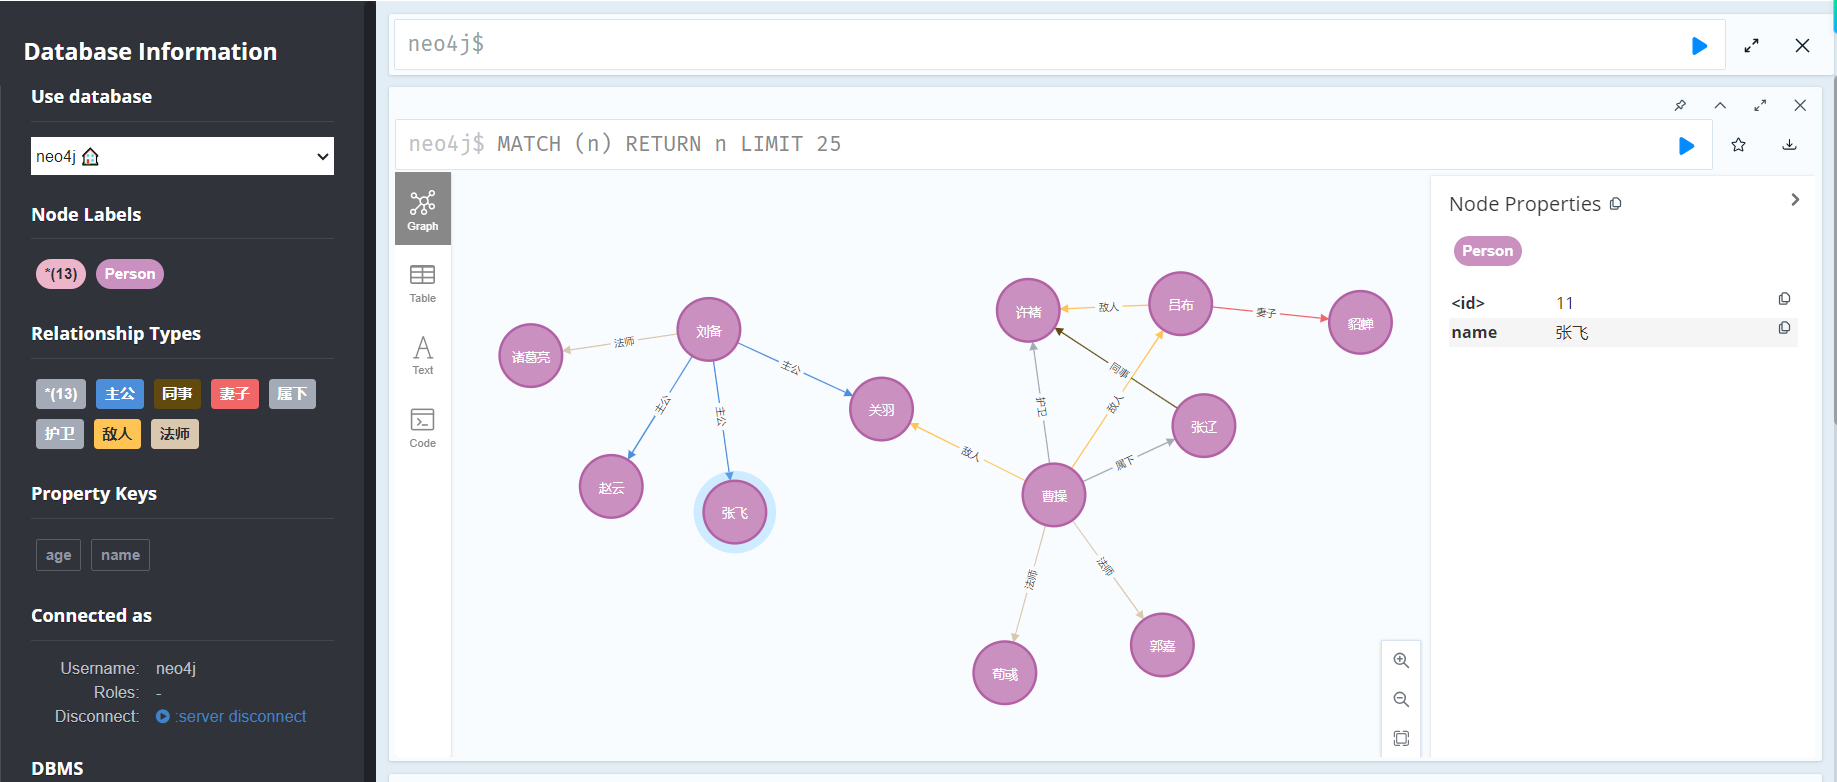 Database Information
Use database
neo4j
Node Labels
*(13) Person
Relationship Types
*(13) 主公 同事 妻子 属下
护卫 敌人 法师
Property Keys
age name
Connected as
Username: neo4j
Roles: -
Disconnect: :server disconnect
DBMS
neo4j$
neo4j$ MATCH (n) RETURN n LIMIT 25
Graph
Table
Text
Code
诸葛亮
法师
刘备
主公
主公
主公
关羽
赵云
张飞
敌人
许褚
敌人
吕布
妻子
貂蝉
同事
敌人
护卫
张辽
属下
曹操
法师
法师
荀彧
郭嘉
Node Properties
Person
<id> 11
name 张飞